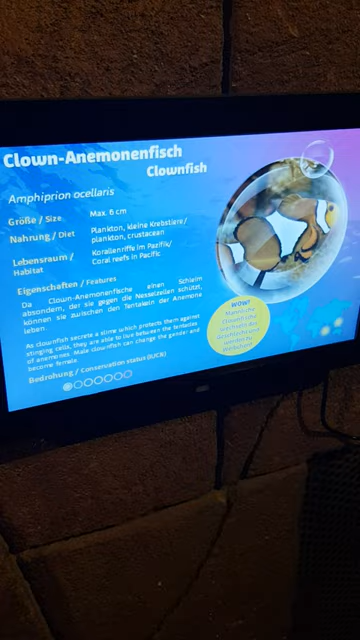 Clown-Anemonenfisch
Clownfish
Amphiprion ocellaris
Größe / Size Max. 6 cm
Nahrung / Diet Plankton, kleine Krebstiere/
plankton, crustacean
Lebensraum / Korallenriffe im Pazifik/
Habitat Coral reefs in Pacific
Eigenschaften / Features
Da Clown-Anemonenfische einen Schleim
absondern, der sie gegen die Nesselzellen schützt,
können sie zwischen den Tentakeln der Anemone
leben.
As clownfish secrete a slime which protects them against
stinging cells, they are able to live between the tentacles
of anemones. Male clownfish can change the gender and
become female.
Bedrohung / Conservation status (IUCN)
WOW!
Männliche
Clownfische